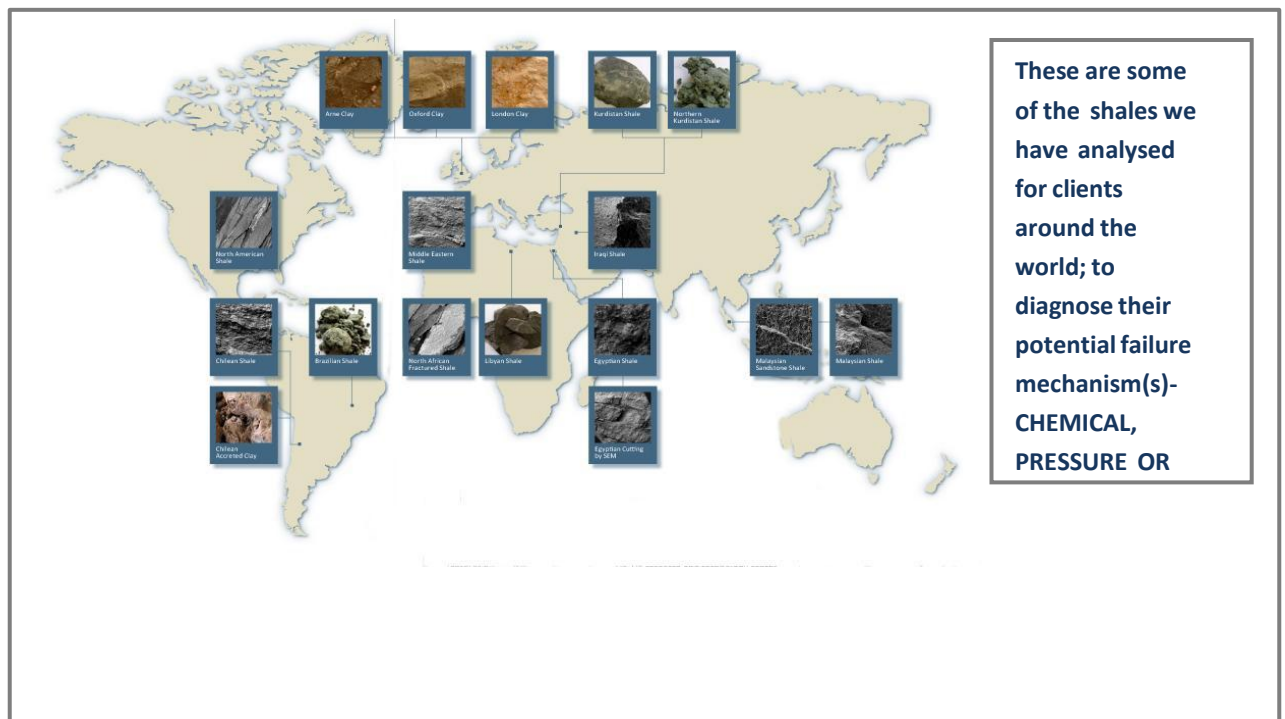 Arne Clay
Oxford Clay
London Clay
Kurdistan Shale
Northern
Kurdistan Shale
North American
Shale
Middle Eastern
Shale
Iraqi Shale
Chilean Shale
Brazilian Shale
North African
Fractured Shale
Libyan Shale
Egyptian Shale
Malaysian
Sandstone Shale
Malaysian Shale
Chilean
Accreted Clay
Egyptian Cutting
by SEM
These are some
of the shales we
have analysed
for clients
around the
world; to
diagnose their
potential failure
mechanism(s)-
CHEMICAL,
PRESSURE OR